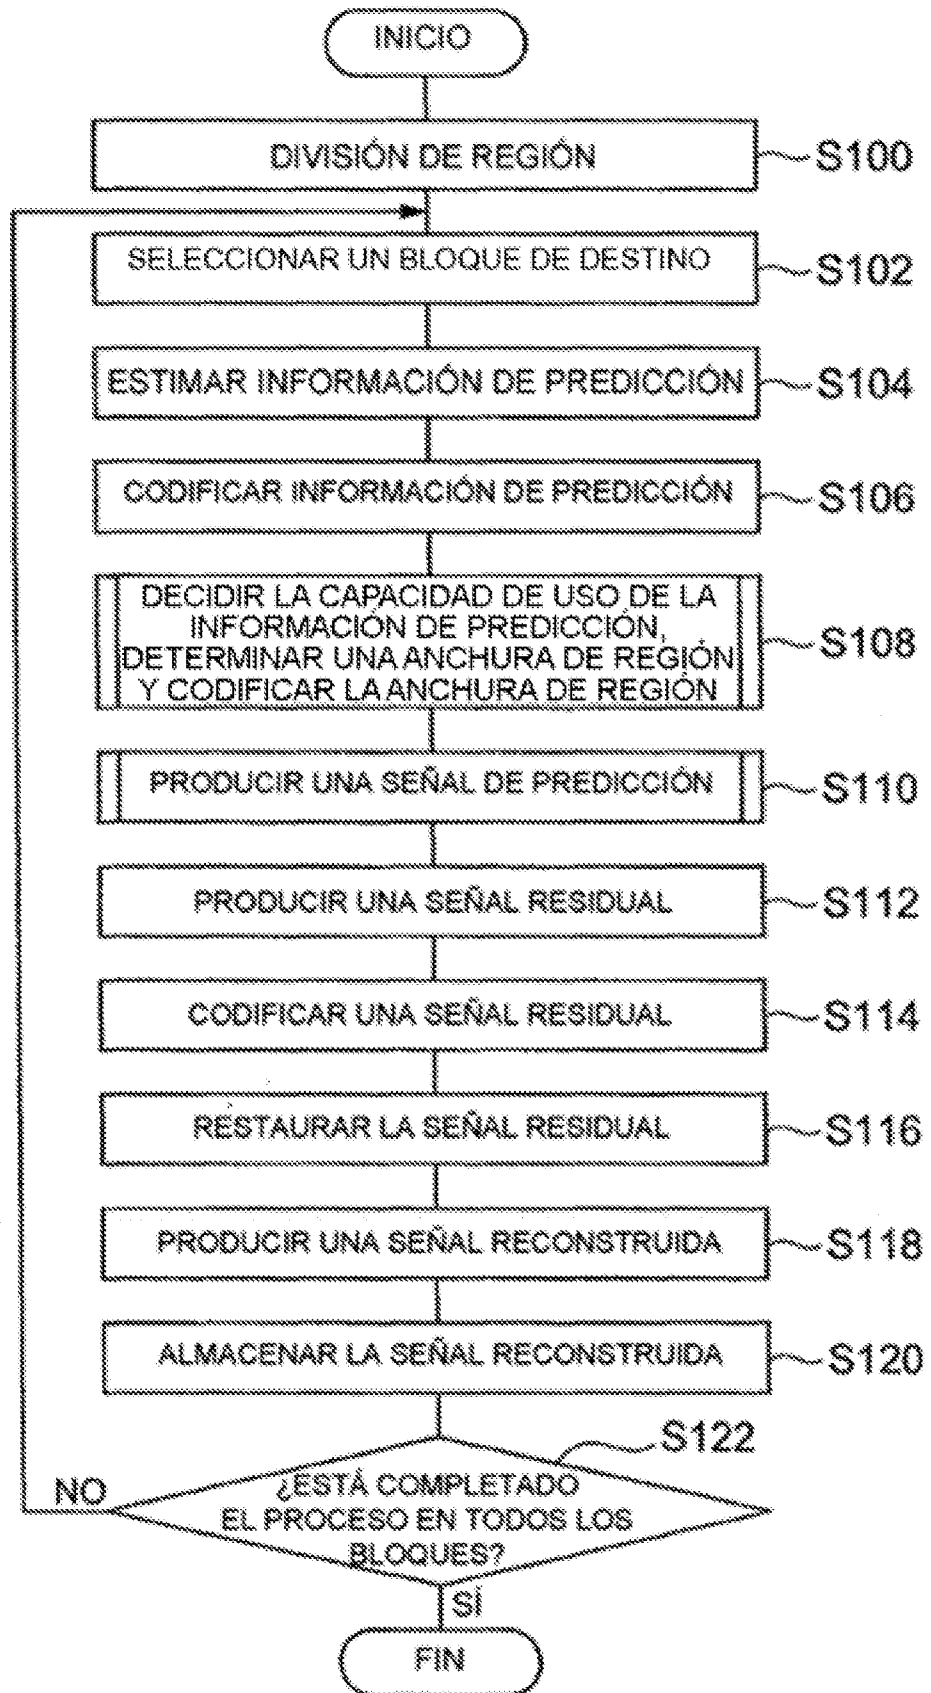 INICIO
DIVISIÓN DE REGIÓN
S100
SELECCIONAR UN BLOQUE DE DESTINO
S102
ESTIMAR INFORMACIÓN DE PREDICCIÓN
S104
CODIFICAR INFORMACIÓN DE PREDICCIÓN
S106
DECIDIR LA CAPACIDAD DE USO DE LA
INFORMACIÓN DE PREDICCIÓN,
DETERMINAR UNA ANCHURA DE REGIÓN
Y CODIFICAR LA ANCHURA DE REGIÓN
S108
PRODUCIR UNA SEÑAL DE PREDICCIÓN
S110
PRODUCIR UNA SEÑAL RESIDUAL
S112
CODIFICAR UNA SEÑAL RESIDUAL
S114
RESTAURAR LA SEÑAL RESIDUAL
S116
PRODUCIR UNA SEÑAL RECONSTRUIDA
S118
ALMACENAR LA SEÑAL RECONSTRUIDA
S120
S122
NO
¿ESTÁ COMPLETADO
EL PROCESO EN TODOS LOS
BLOQUES?
SÍ
FIN